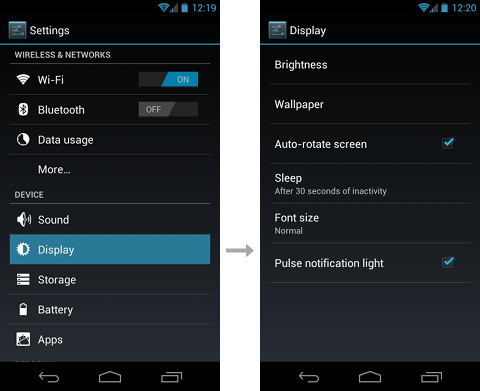 12:19
Settings
WIRELESS & NETWORKS
Wi-Fi
ON
Bluetooth
OFF
Data usage
More...
DEVICE
Sound
Display
Storage
Battery
Apps
12:20
Display
Brightness
Wallpaper
Auto-rotate screen
Sleep
After 30 seconds of inactivity
Font size
Normal
Pulse notification light